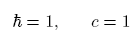 ℏ = 1,  c = 1